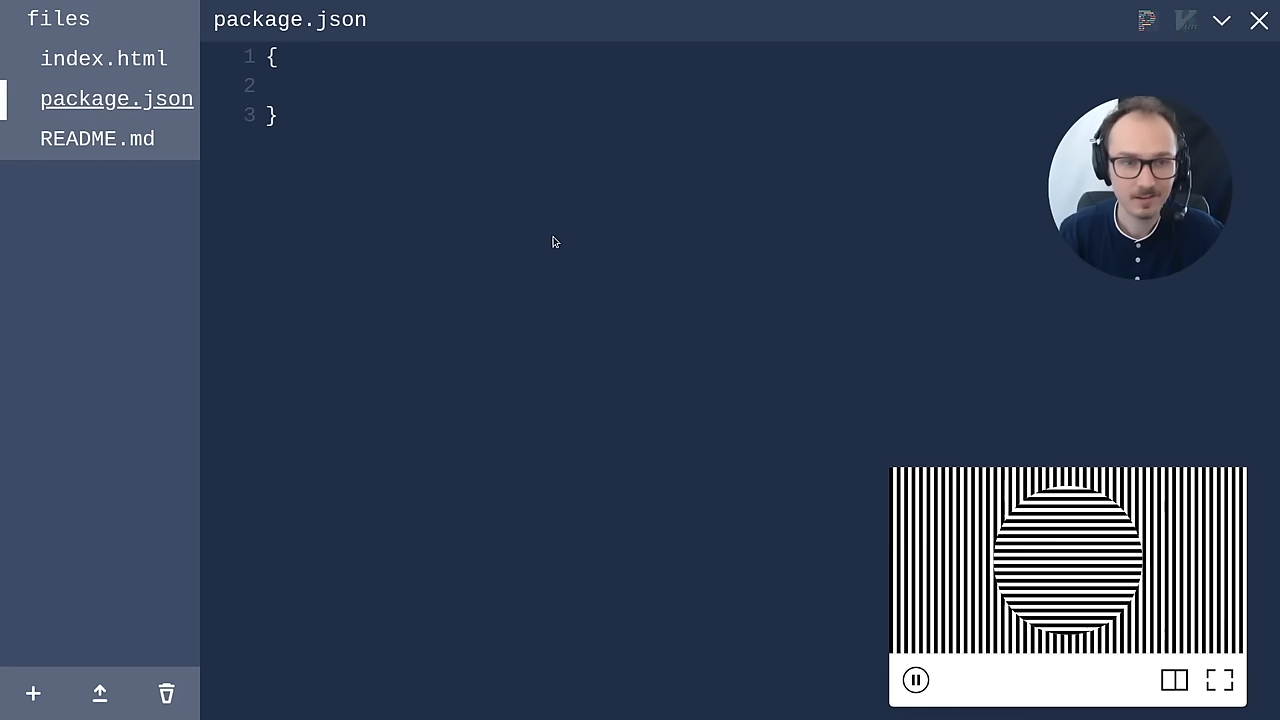 files
index.html
package.json
README.md
package.json
1 {
2
3 }